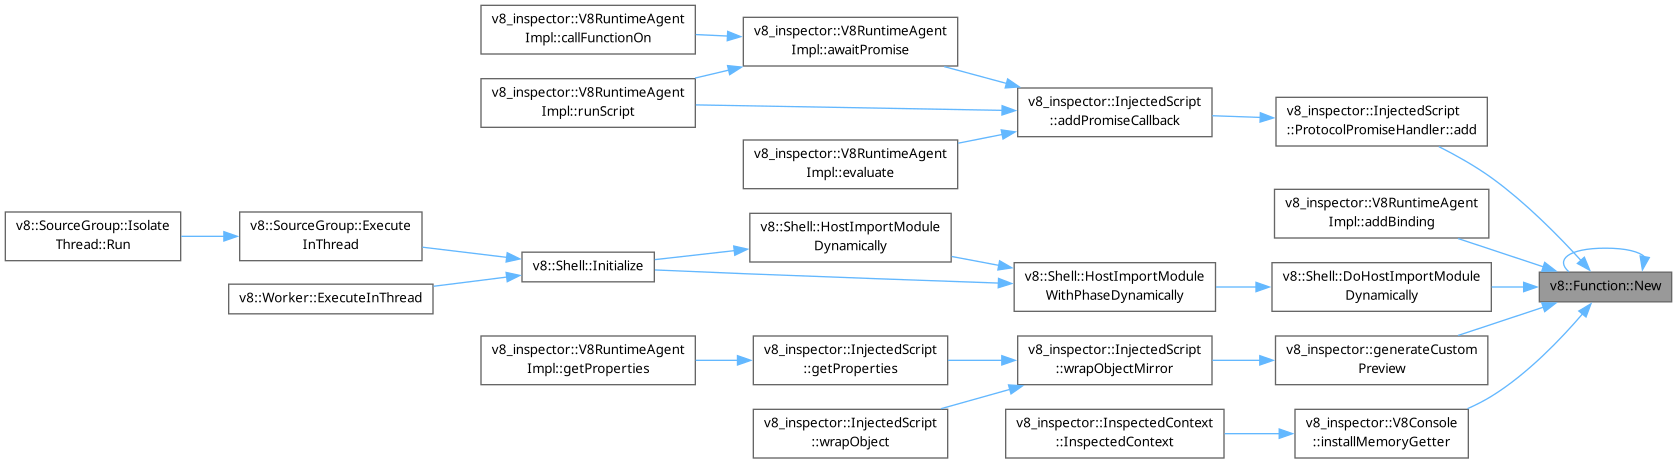 v8_inspector::V8RuntimeAgent
Impl::callFunctionOn
v8_inspector::V8RuntimeAgent
Impl::awaitPromise
v8_inspector::V8RuntimeAgent
Impl::runScript
v8_inspector::InjectedScript
::addPromiseCallback
v8_inspector::InjectedScript
::ProtocolPromiseHandler::add
v8_inspector::V8RuntimeAgent
Impl::evaluate
v8_inspector::V8RuntimeAgent
Impl::addBinding
v8::SourceGroup::Isolate
Thread::Run
v8::SourceGroup::Execute
InThread
v8::Shell::HostImportModule
Dynamically
v8::Shell::Initialize
v8::Worker::ExecuteInThread
v8::Shell::HostImportModule
WithPhaseDynamically
v8::Shell::DoHostImportModule
Dynamically
v8::Function::New
v8_inspector::V8RuntimeAgent
Impl::getProperties
v8_inspector::InjectedScript
::getProperties
v8_inspector::InjectedScript
::wrapObjectMirror
v8_inspector::generateCustom
Preview
v8_inspector::InjectedScript
::wrapObject
v8_inspector::InspectedContext
::InspectedContext
v8_inspector::V8Console
::installMemoryGetter